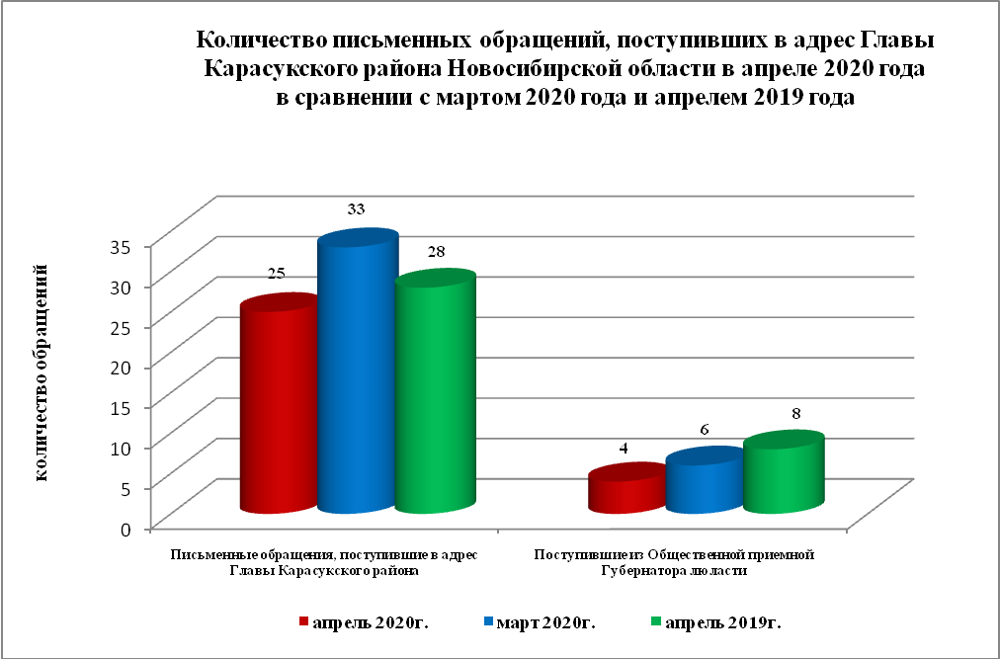 Количество письменных обращений, поступивших в адрес Главы
Карасукского района Новосибирской области в апреле 2020 года
в сравнении с мартом 2020 года и апрелем 2019 года
количество обращений
35
30
25
20
15
10
5
0
25
33
28
4
6
8
Письменные обращения, поступившие в адрес
Главы Карасукского района
Поступившие из Общественной приемной
Губернатора люласти
апрель 2020г.
март 2020г.
апрель 2019г.